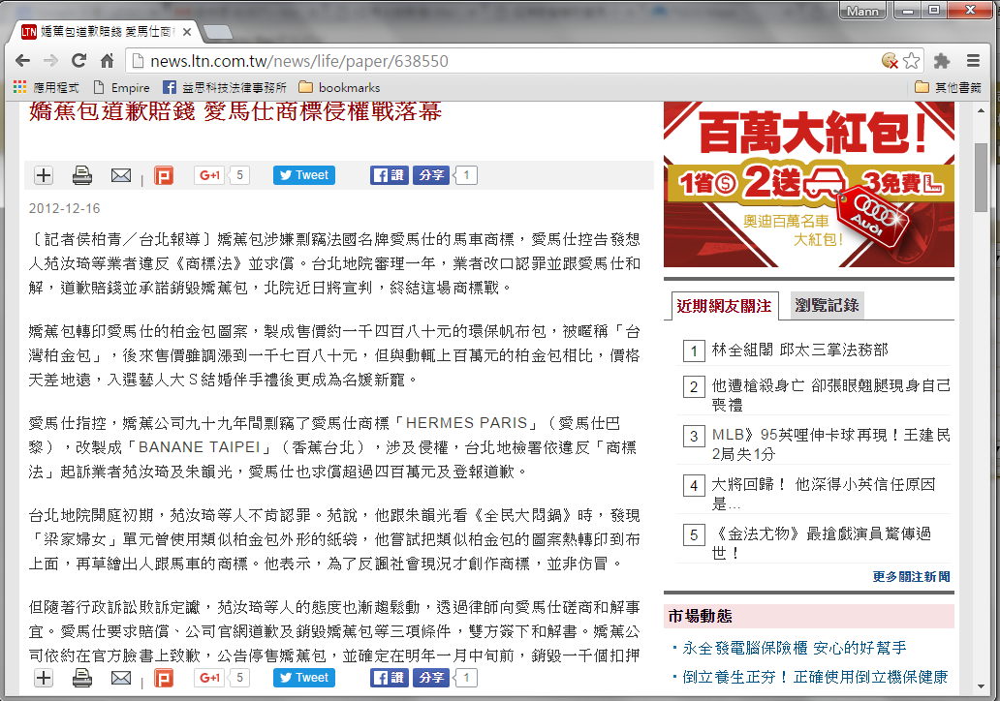 Mann
LTN 嬌蕉包道歉賠錢 愛馬仕商
news.ltn.com.tw/news/life/paper/638550
應用程式 Empire 益思科技法律事務所 bookmarks 其他書籤
嬌蕉包道歉賠錢 愛馬仕商標侵權戰落幕
G+1 5 Tweet 讚 分享 1
2012-12-16
〔記者侯柏青／台北報導〕嬌蕉包涉嫌剽竊法國名牌愛馬仕的馬車商標，愛馬仕控告發想
人苑汝琦等業者違反《商標法》並求償。台北地院審理一年，業者改口認罪並跟愛馬仕和
解，道歉賠錢並承諾銷毀嬌蕉包，北院近日將宣判，終結這場商標戰。
嬌蕉包轉印愛馬仕的柏金包圖案，製成售價約一千四百八十元的環保帆布包，被暱稱「台
灣柏金包」，後來售價雖調漲到一千七百八十元，但與動輒上百萬元的柏金包相比，價格
天差地遠，入選藝人大Ｓ結婚伴手禮後更成為名媛新寵。
愛馬仕指控，嬌蕉公司九十九年間剽竊了愛馬仕商標「HERMES PARIS」（愛馬仕巴
黎），改製成「BANANE TAIPEI」（香蕉台北），涉及侵權，台北地檢署依違反「商標
法」起訴業者苑汝琦及朱韻光，愛馬仕也求償超過四百萬元及登報道歉。
台北地院開庭初期，苑汝琦等人不肯認罪。苑說，他跟朱韻光看《全民大悶鍋》時，發現
「梁家婦女」單元曾使用類似柏金包外形的紙袋，他嘗試把類似柏金包的圖案熱轉印到布
上面，再草繪出人跟馬車的商標。他表示，為了反諷社會現況才創作商標，並非仿冒。
但隨著行政訴訟敗訴定讞，苑汝琦等人的態度也漸趨鬆動，透過律師向愛馬仕磋商和解事
宜。愛馬仕要求賠償、公司官網道歉及銷毀嬌蕉包等三項條件，雙方簽下和解書。嬌蕉公
司依約在官方臉書上致歉，公告停售嬌蕉包，並確定在明年一月中旬前，銷毀一千個扣押
G+1 5 Tweet 讚 分享 1
百萬大紅包！
1省$ 2送 3免費
Audi
奧迪百萬名車
大紅包！
近期網友關注 瀏覽記錄
1 林全組閣 邱太三掌法務部
2 他遭槍殺身亡 卻張眼翹腿現身自己
喪禮
3 MLB》95英哩伸卡球再現！王建民
2局失1分
4 大將回歸！ 他深得小英信任原因
是...
5 《金法尤物》最搶戲演員驚傳過
世！
更多關注新聞
市場動態
・永全發電腦保險櫃 安心的好幫手
・倒立養生正夯！正確使用倒立機保健康